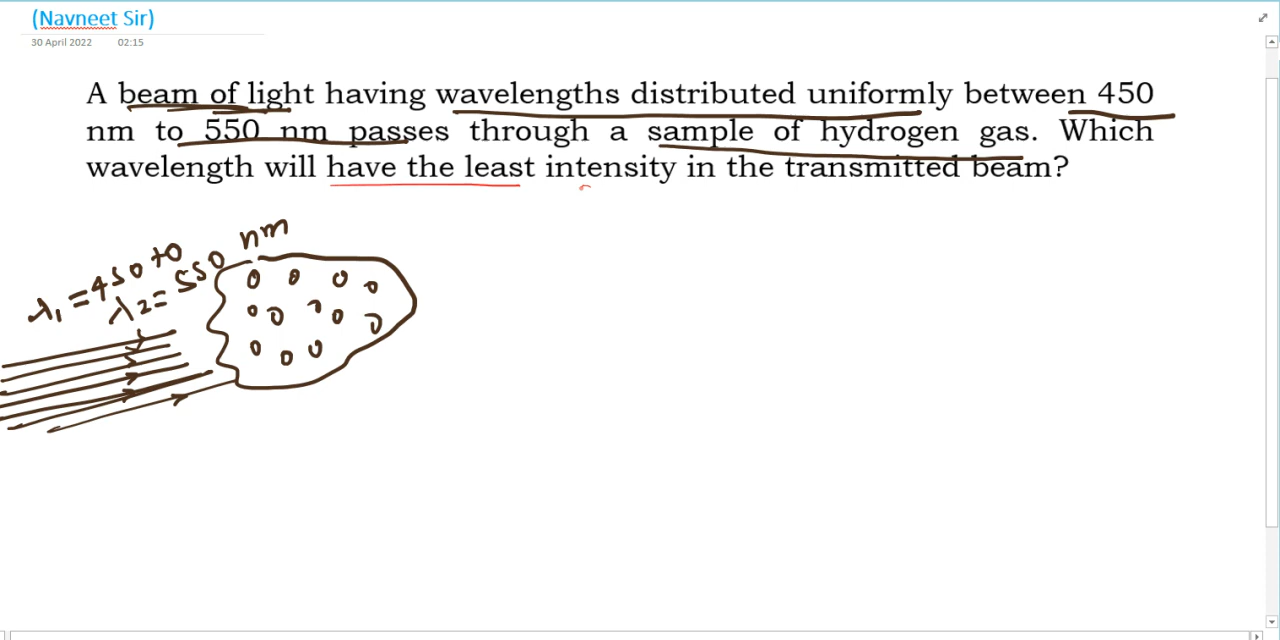 (Navneet Sir)
30 April 2022 02:15
A beam of light having wavelengths distributed uniformly between 450
nm to 550 nm passes through a sample of hydrogen gas. Which
wavelength will have the least intensity in the transmitted beam?
λ₁ = 450 to
λ₂ = 550 nm